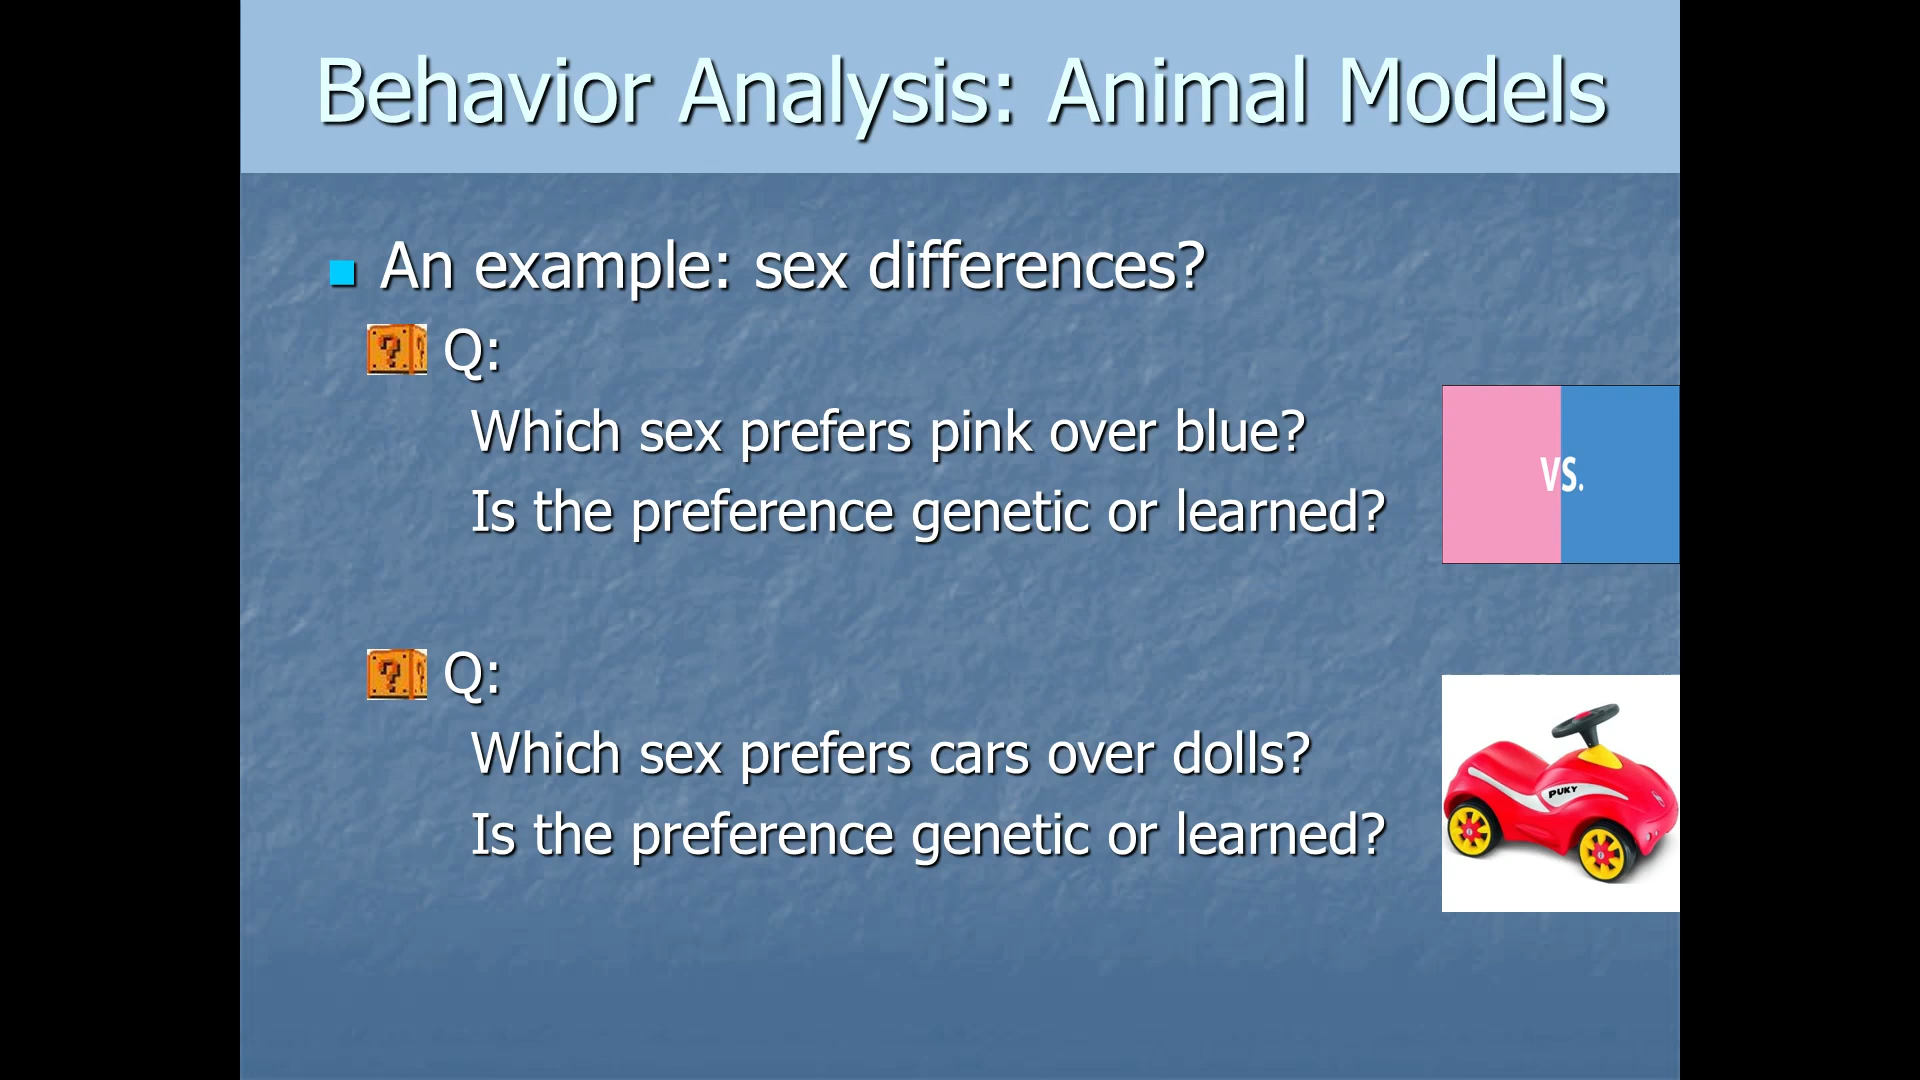 Behavior Analysis: Animal Models
An example: sex differences?
? ? Q:
Which sex prefers pink over blue?
Is the preference genetic or learned?
VS.
? ? Q:
Which sex prefers cars over dolls?
Is the preference genetic or learned?
PUKY